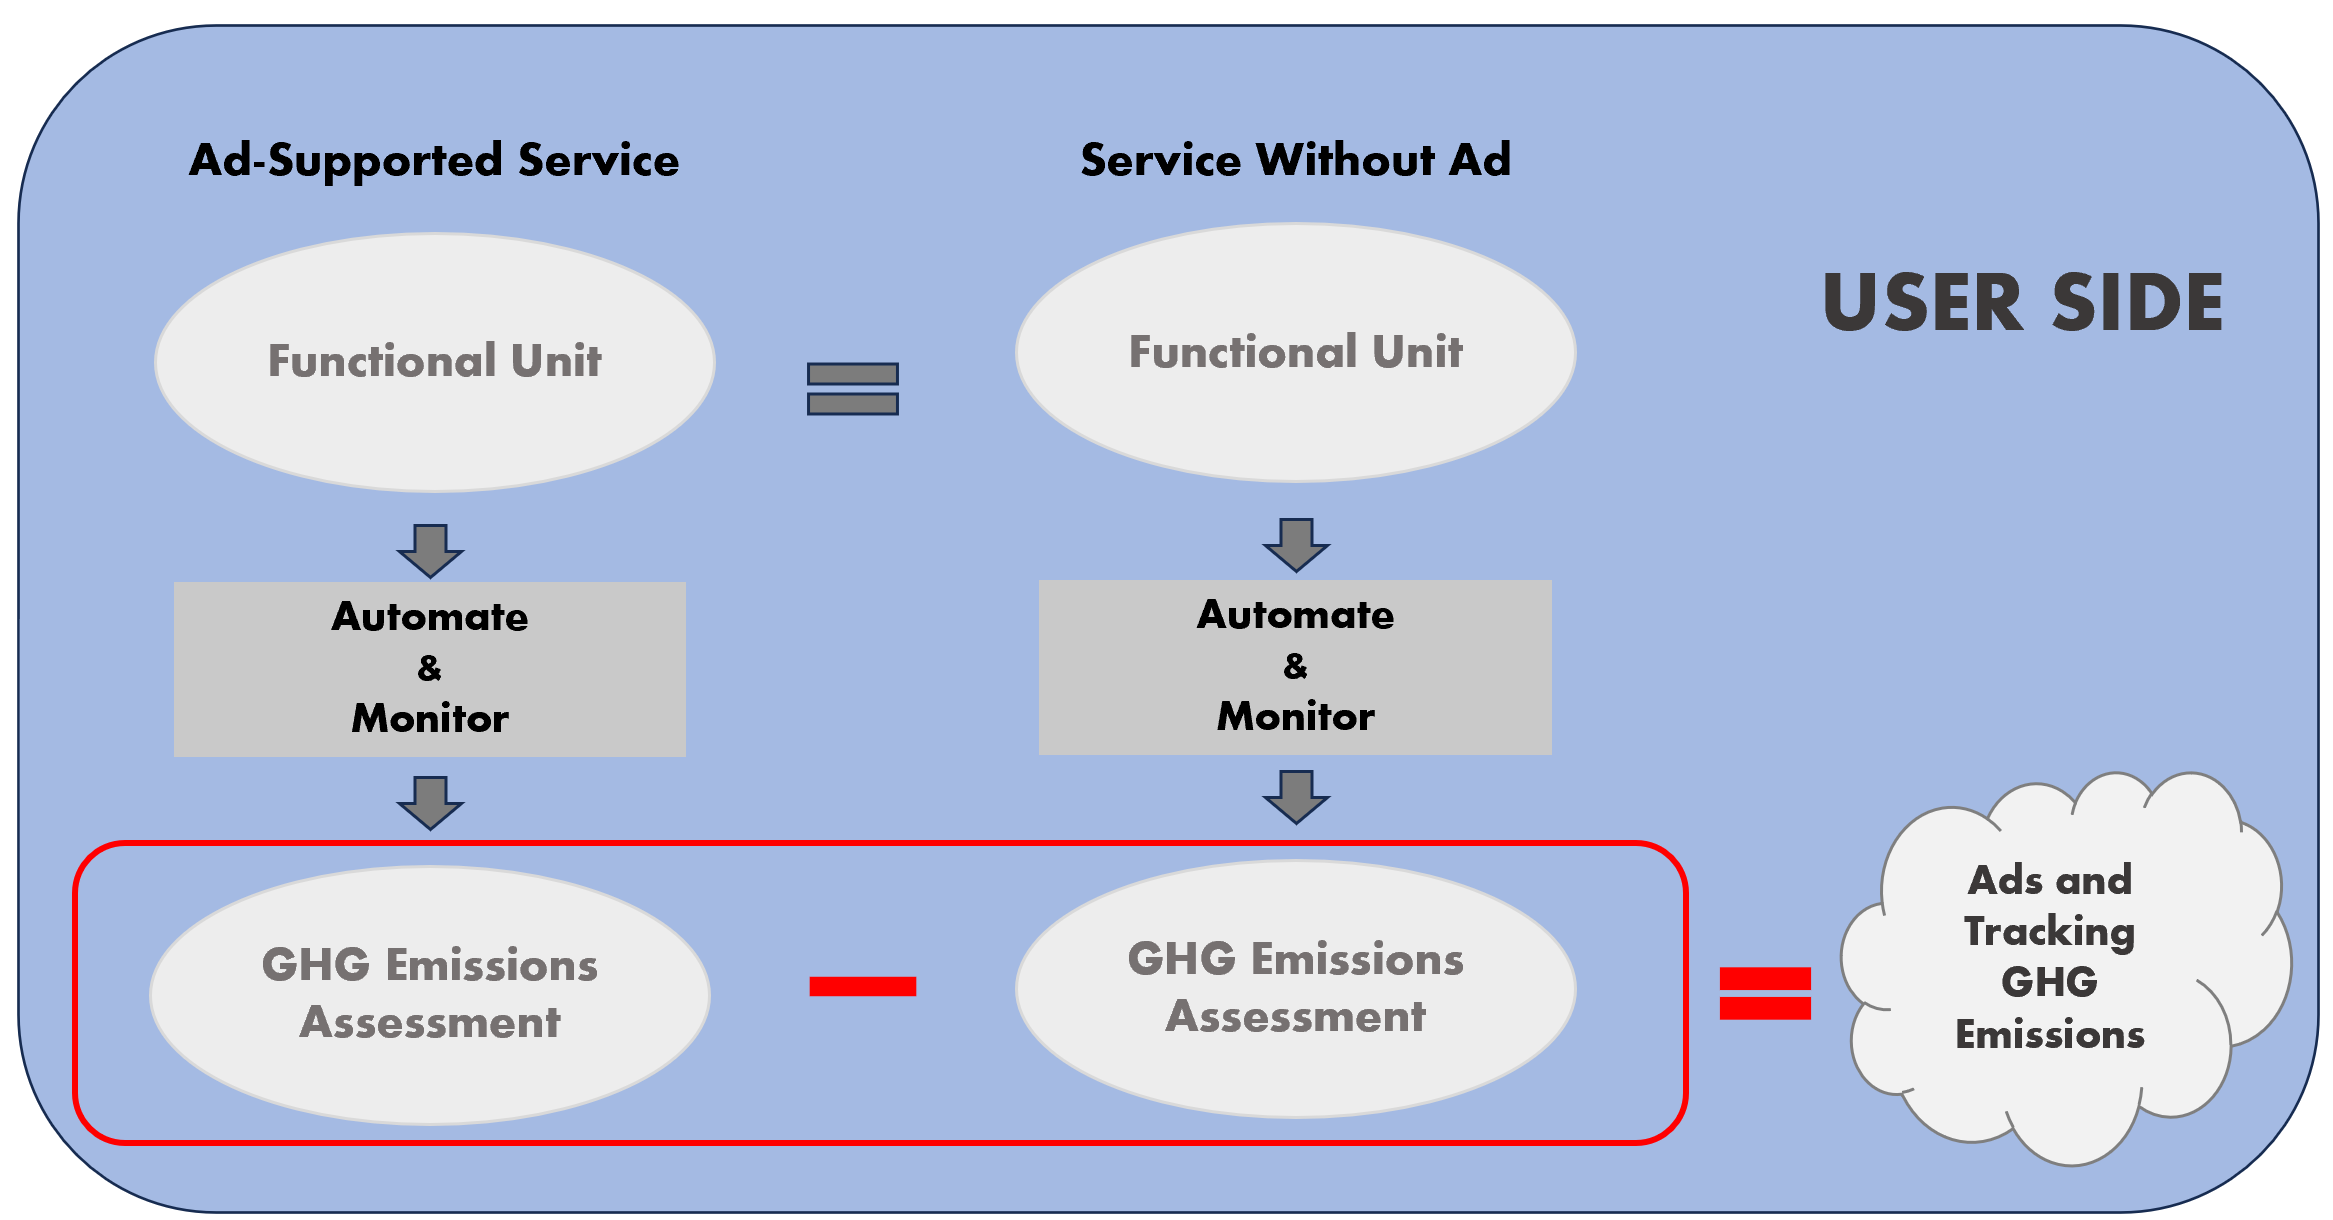 Ad-Supported Service
Service Without Ad
USER SIDE
Functional Unit
Functional Unit
Automate
&
Monitor
Automate
&
Monitor
GHG Emissions
Assessment
GHG Emissions
Assessment
Ads and
Tracking
GHG
Emissions